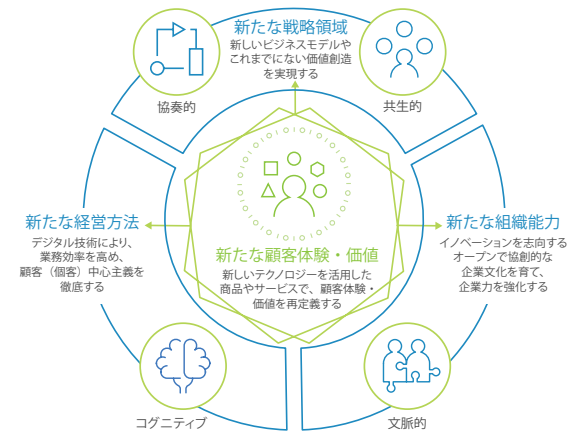 新たな戦略領域
新しいビジネスモデルや
これまでにない価値創造
を実現する
協奏的
共生的
新たな経営方法
デジタル技術により、
業務効率を高め、
顧客（個客）中心主義を
徹底する
新たな顧客体験・価値
新しいテクノロジーを活用した
商品やサービスで、顧客体験・
価値を再定義する
新たな組織能力
イノベーションを志向する
オープンで協創的な
企業文化を育て、
企業力を強化する
コグニティブ
文脈的